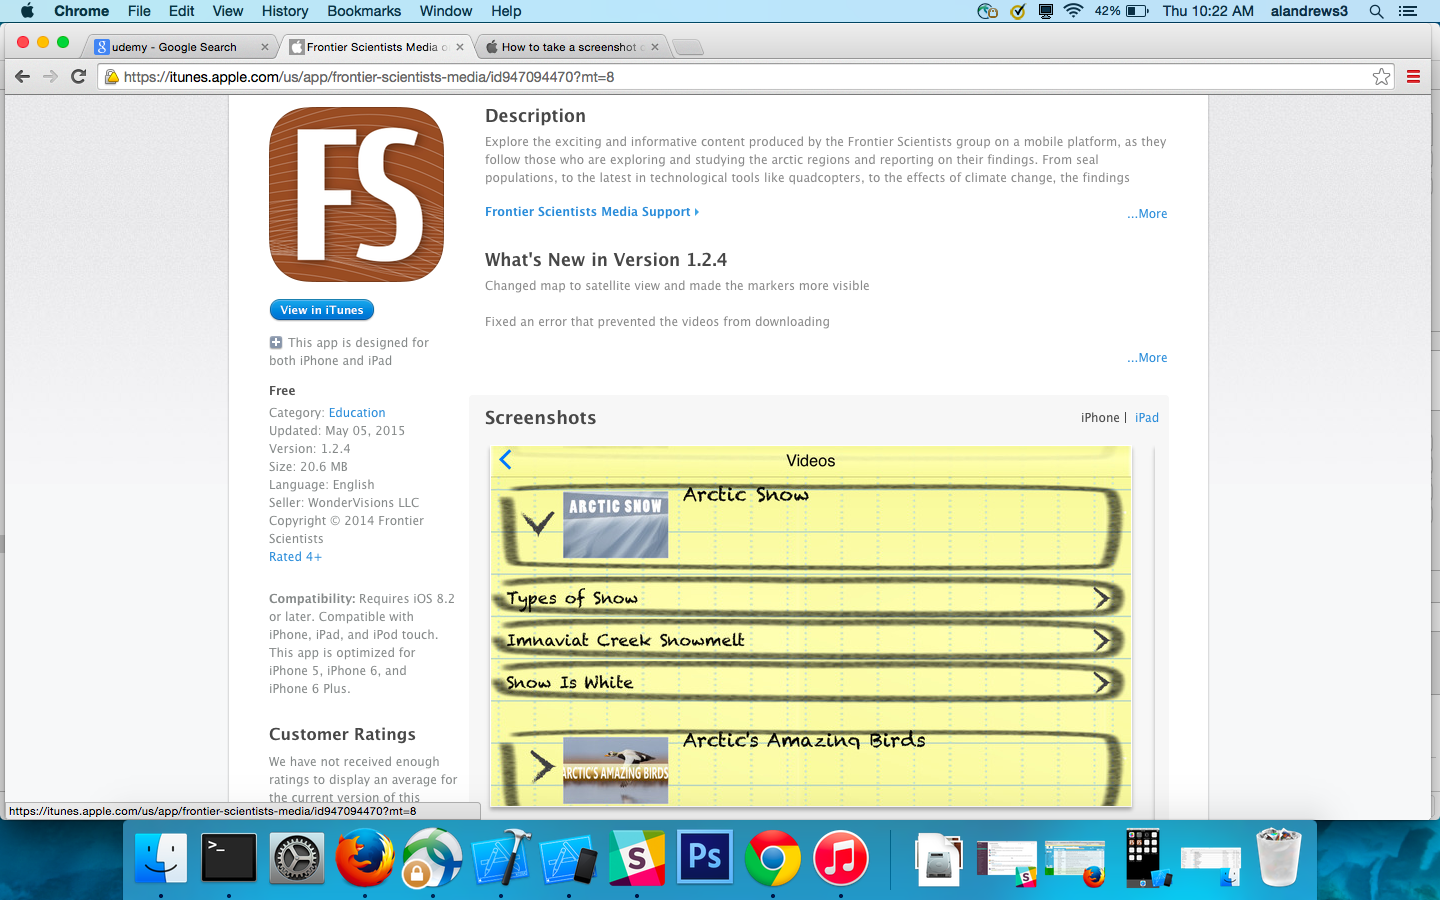 Chrome File Edit View History Bookmarks Window Help 42% Thu 10:22 AM alandrews3
udemy - Google Search
Frontier Scientists Media o
How to take a screenshot
https://itunes.apple.com/us/app/frontier-scientists-media/id947094470?mt=8
FS
View in iTunes
This app is designed for
both iPhone and iPad
Free
Category: Education
Updated: May 05, 2015
Version: 1.2.4
Size: 20.6 MB
Language: English
Seller: WonderVisions LLC
Copyright © 2014 Frontier
Scientists
Rated 4+
Compatibility: Requires iOS 8.2
or later. Compatible with
iPhone, iPad, and iPod touch.
This app is optimized for
iPhone 5, iPhone 6, and
iPhone 6 Plus.
Customer Ratings
We have not received enough
ratings to display an average for
the current version of this
Description
Explore the exciting and informative content produced by the Frontier Scientists group on a mobile platform, as they
follow those who are exploring and studying the arctic regions and reporting on their findings. From seal
populations, to the latest in technological tools like quadcopters, to the effects of climate change, the findings
Frontier Scientists Media Support
...More
What's New in Version 1.2.4
Changed map to satellite view and made the markers more visible
Fixed an error that prevented the videos from downloading
...More
Screenshots
iPhone | iPad
Videos
ARCTIC SNOW
Arctic Snow
Types of Snow
Imnaviat Creek Snowmelt
Snow Is White
ARCTIC'S AMAZING BIRDS
Arctic's Amazing Birds
https://itunes.apple.com/us/app/frontier-scientists-media/id947094470?mt=8
>_
S
Ps